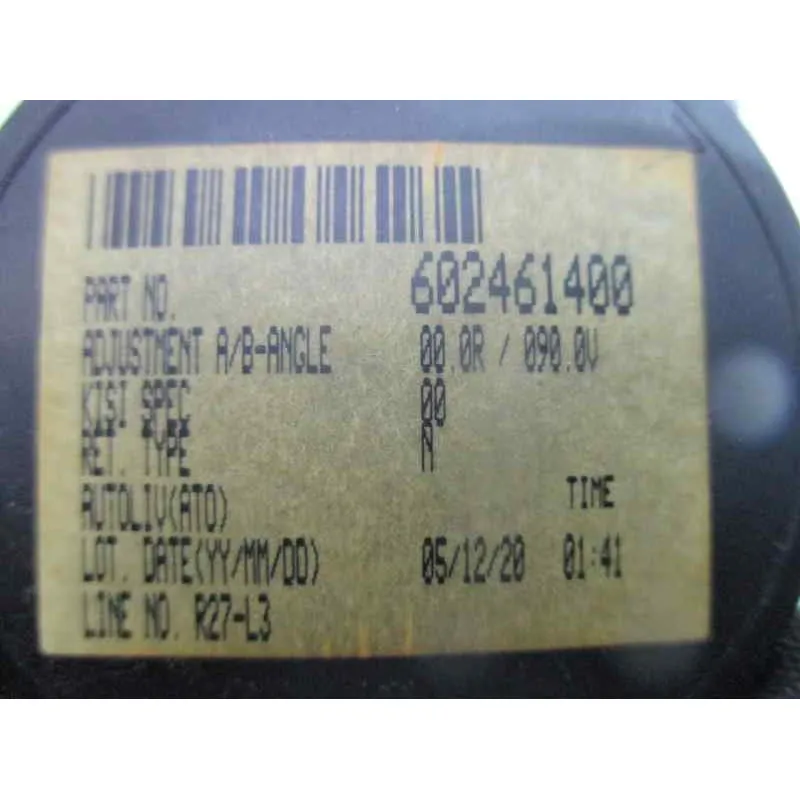 PART NO. 602461400
ADJUSTMENT A/B-ANGLE 00.0R / 090.0V
KISI SPEC 00
RET. TYPE N
AUTOLIV(ATO) TIME
LOT. DATE(YY/MM/DD) 05/12/20 01:41
LINE NO. R27-L3